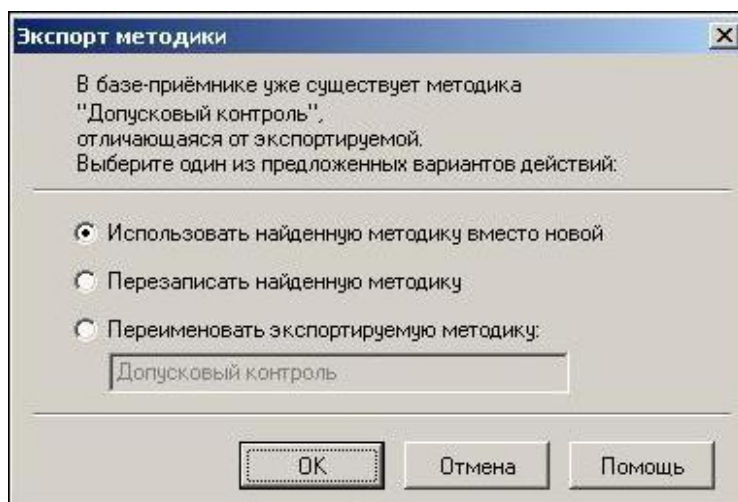 Экспорт методики
В базе-приёмнике уже существует методика
"Допусковый контроль",
отличающаяся от экспортируемой.
Выберите один из предложенных вариантов действий:
Использовать найденную методику вместо новой
Перезаписать найденную методику
Переименовать экспортируемую методику:
Допусковый контроль
OK
Отмена
Помощь